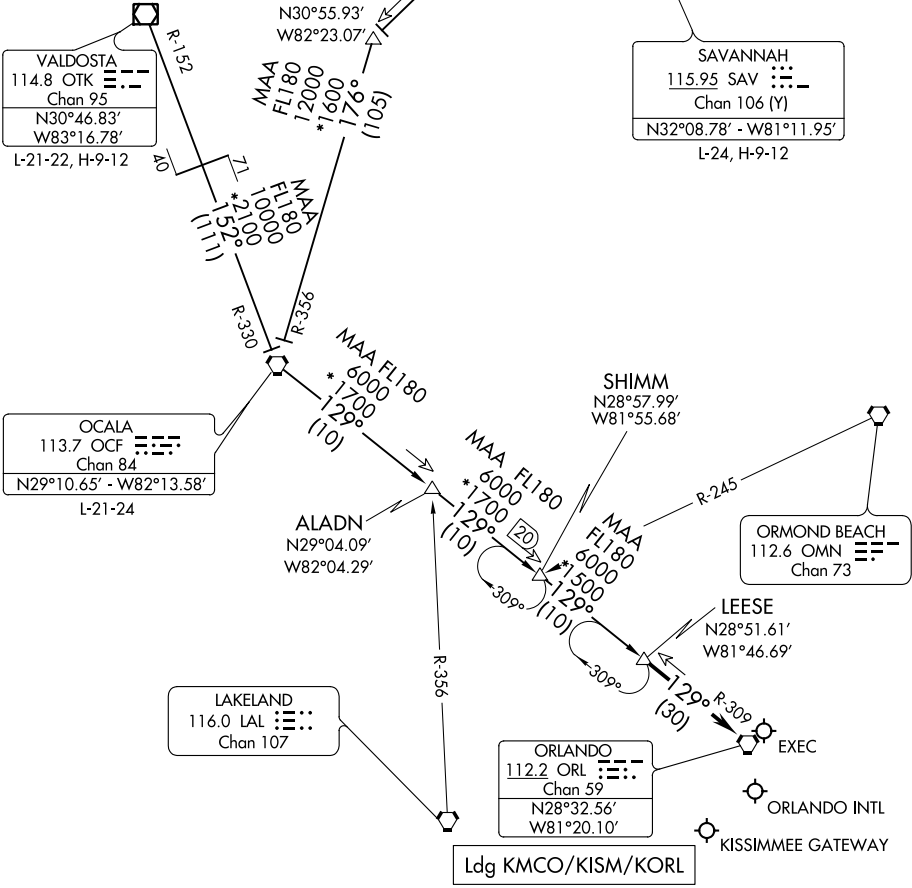 N30°55.93′
W82°23.07′
R-152
VALDOSTA
114.8 OTK
Chan 95
N30°46.83′
W83°16.78′
L-21-22, H-9-12
SAVANNAH
115.95 SAV
Chan 106 (Y)
N32°08.78′ - W81°11.95′
L-24, H-9-12
MAA
FL180
12000
*1600
176°
(105)
40
71
MAA
FL180
10000
*2100
152°
(111)
R-330
R-356
MAA FL180
6000
*1700
129°
(10)
SHIMM
N28°57.99′
W81°55.68′
OCALA
113.7 OCF
Chan 84
N29°10.65′ - W82°13.58′
L-21-24
MAA FL180
6000
*1700
129°
(10)
20
R-245
ALADN
N29°04.09′
W82°04.29′
MAA
FL180
6000
*1500
129°
(10)
ORMOND BEACH
112.6 OMN
Chan 73
309°
LEESE
N28°51.61′
W81°46.69′
309°
R-356
129°
(30)
R-309
LAKELAND
116.0 LAL
Chan 107
EXEC
ORLANDO
112.2 ORL
Chan 59
N28°32.56′
W81°20.10′
ORLANDO INTL
KISSIMMEE GATEWAY
Ldg KMCO/KISM/KORL